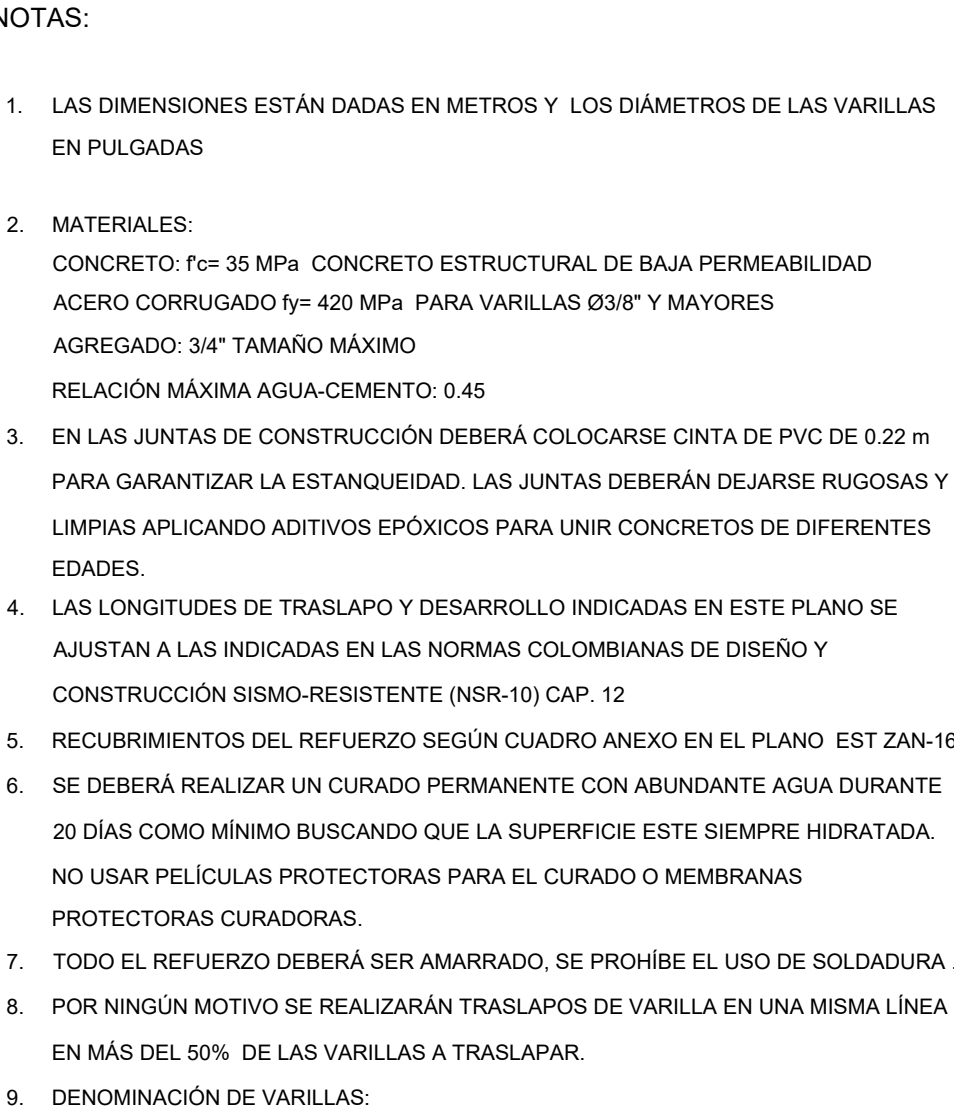 NOTAS:
1. LAS DIMENSIONES ESTÁN DADAS EN METROS Y LOS DIÁMETROS DE LAS VARILLAS
EN PULGADAS
2. MATERIALES:
CONCRETO: f'c= 35 MPa CONCRETO ESTRUCTURAL DE BAJA PERMEABILIDAD
ACERO CORRUGADO fy= 420 MPa PARA VARILLAS Ø3/8" Y MAYORES
AGREGADO: 3/4" TAMAÑO MÁXIMO
RELACIÓN MÁXIMA AGUA-CEMENTO: 0.45
3. EN LAS JUNTAS DE CONSTRUCCIÓN DEBERÁ COLOCARSE CINTA DE PVC DE 0.22 m
PARA GARANTIZAR LA ESTANQUEIDAD. LAS JUNTAS DEBERÁN DEJARSE RUGOSAS Y
LIMPIAS APLICANDO ADITIVOS EPÓXICOS PARA UNIR CONCRETOS DE DIFERENTES
EDADES.
4. LAS LONGITUDES DE TRASLAPO Y DESARROLLO INDICADAS EN ESTE PLANO SE
AJUSTAN A LAS INDICADAS EN LAS NORMAS COLOMBIANAS DE DISEÑO Y
CONSTRUCCIÓN SISMO-RESISTENTE (NSR-10) CAP. 12
5. RECUBRIMIENTOS DEL REFUERZO SEGÚN CUADRO ANEXO EN EL PLANO EST ZAN-16
6. SE DEBERÁ REALIZAR UN CURADO PERMANENTE CON ABUNDANTE AGUA DURANTE
20 DÍAS COMO MÍNIMO BUSCANDO QUE LA SUPERFICIE ESTE SIEMPRE HIDRATADA.
NO USAR PELÍCULAS PROTECTORAS PARA EL CURADO O MEMBRANAS
PROTECTORAS CURADORAS.
7. TODO EL REFUERZO DEBERÁ SER AMARRADO, SE PROHÍBE EL USO DE SOLDADURA .
8. POR NINGÚN MOTIVO SE REALIZARÁN TRASLAPOS DE VARILLA EN UNA MISMA LÍNEA
EN MÁS DEL 50% DE LAS VARILLAS A TRASLAPAR.
9. DENOMINACIÓN DE VARILLAS: